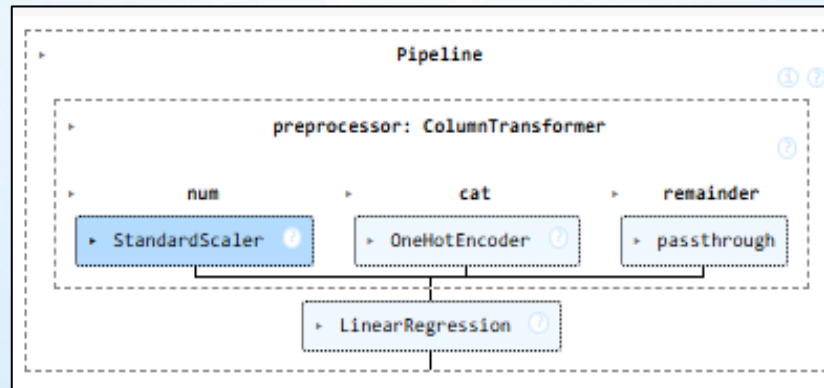 Pipeline
preprocessor: ColumnTransformer
num cat remainder
StandardScaler ? OneHotEncoder ? passthrough
LinearRegression ?